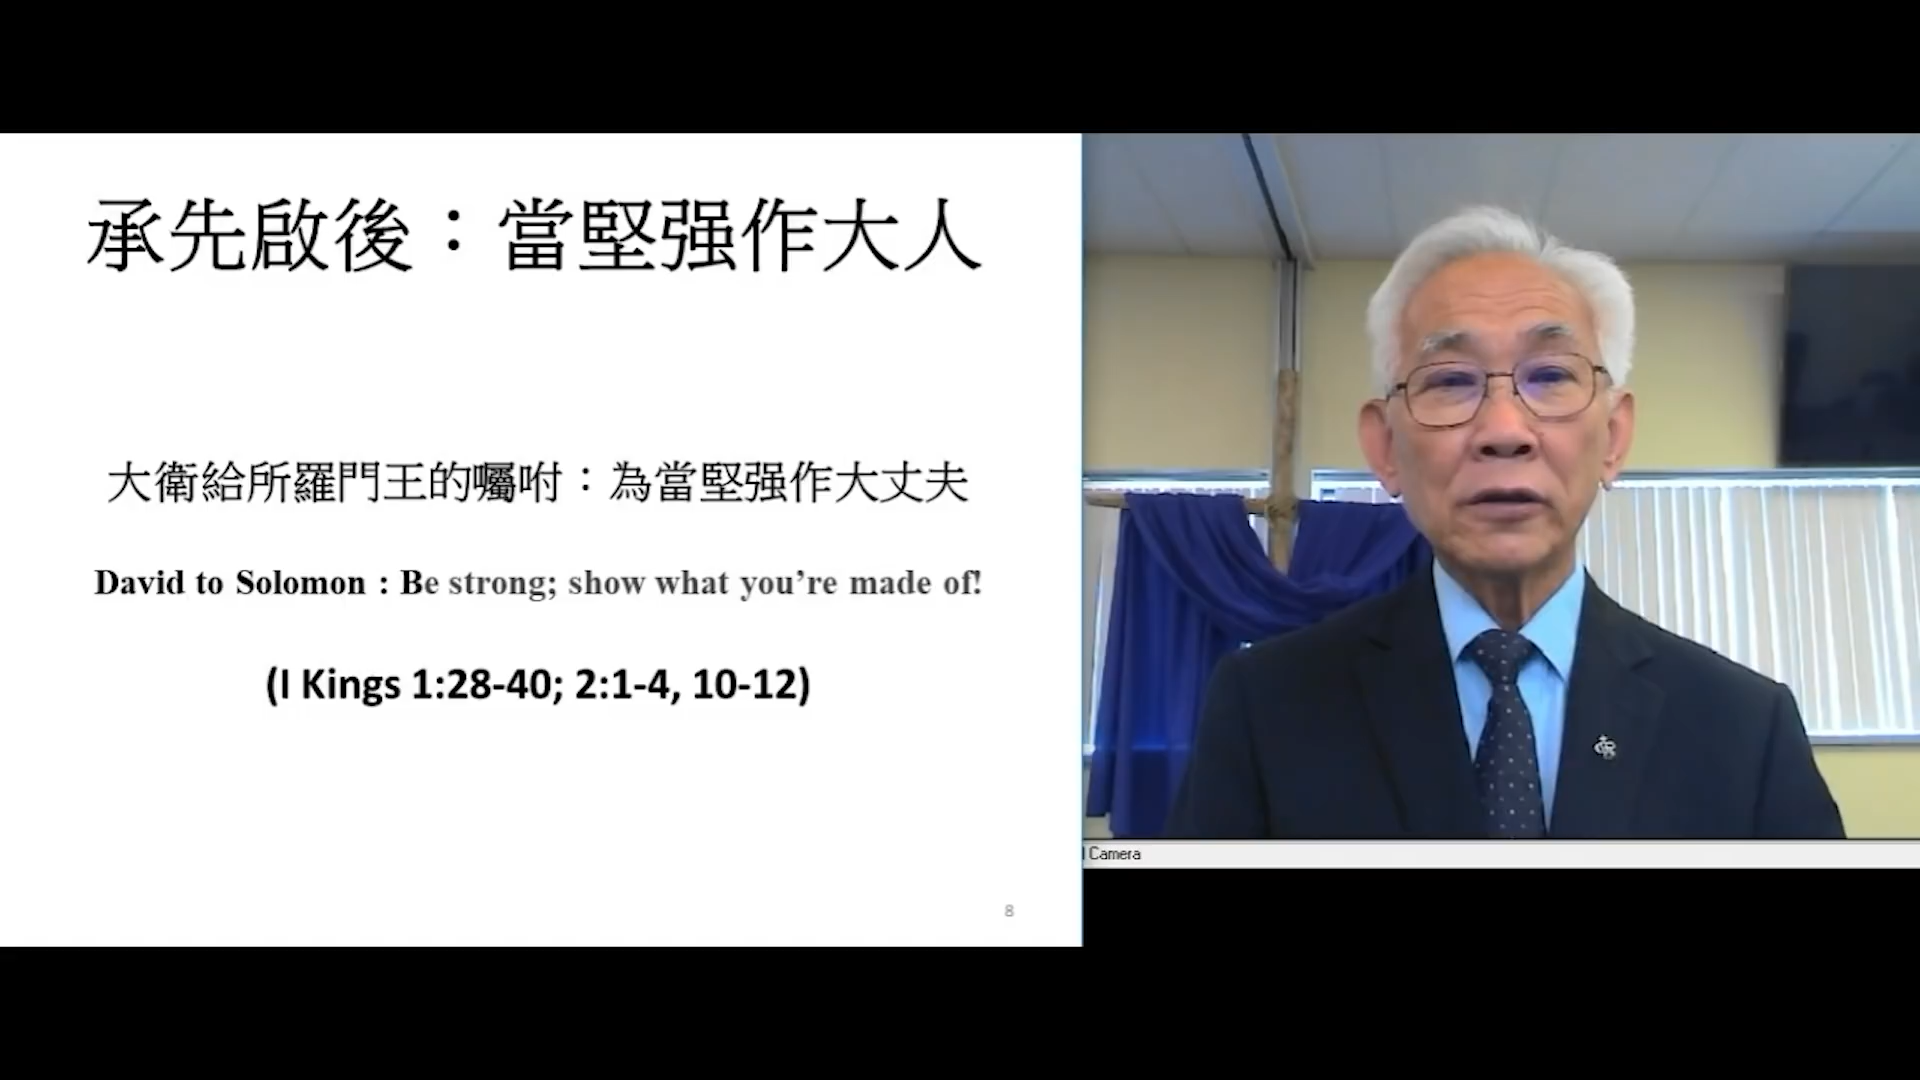 承先啟後：當堅强作大人
大衛給所羅門王的囑咐：為當堅强作大丈夫
David to Solomon : Be strong; show what you’re made of!
(I Kings 1:28-40; 2:1-4, 10-12)
8
Camera